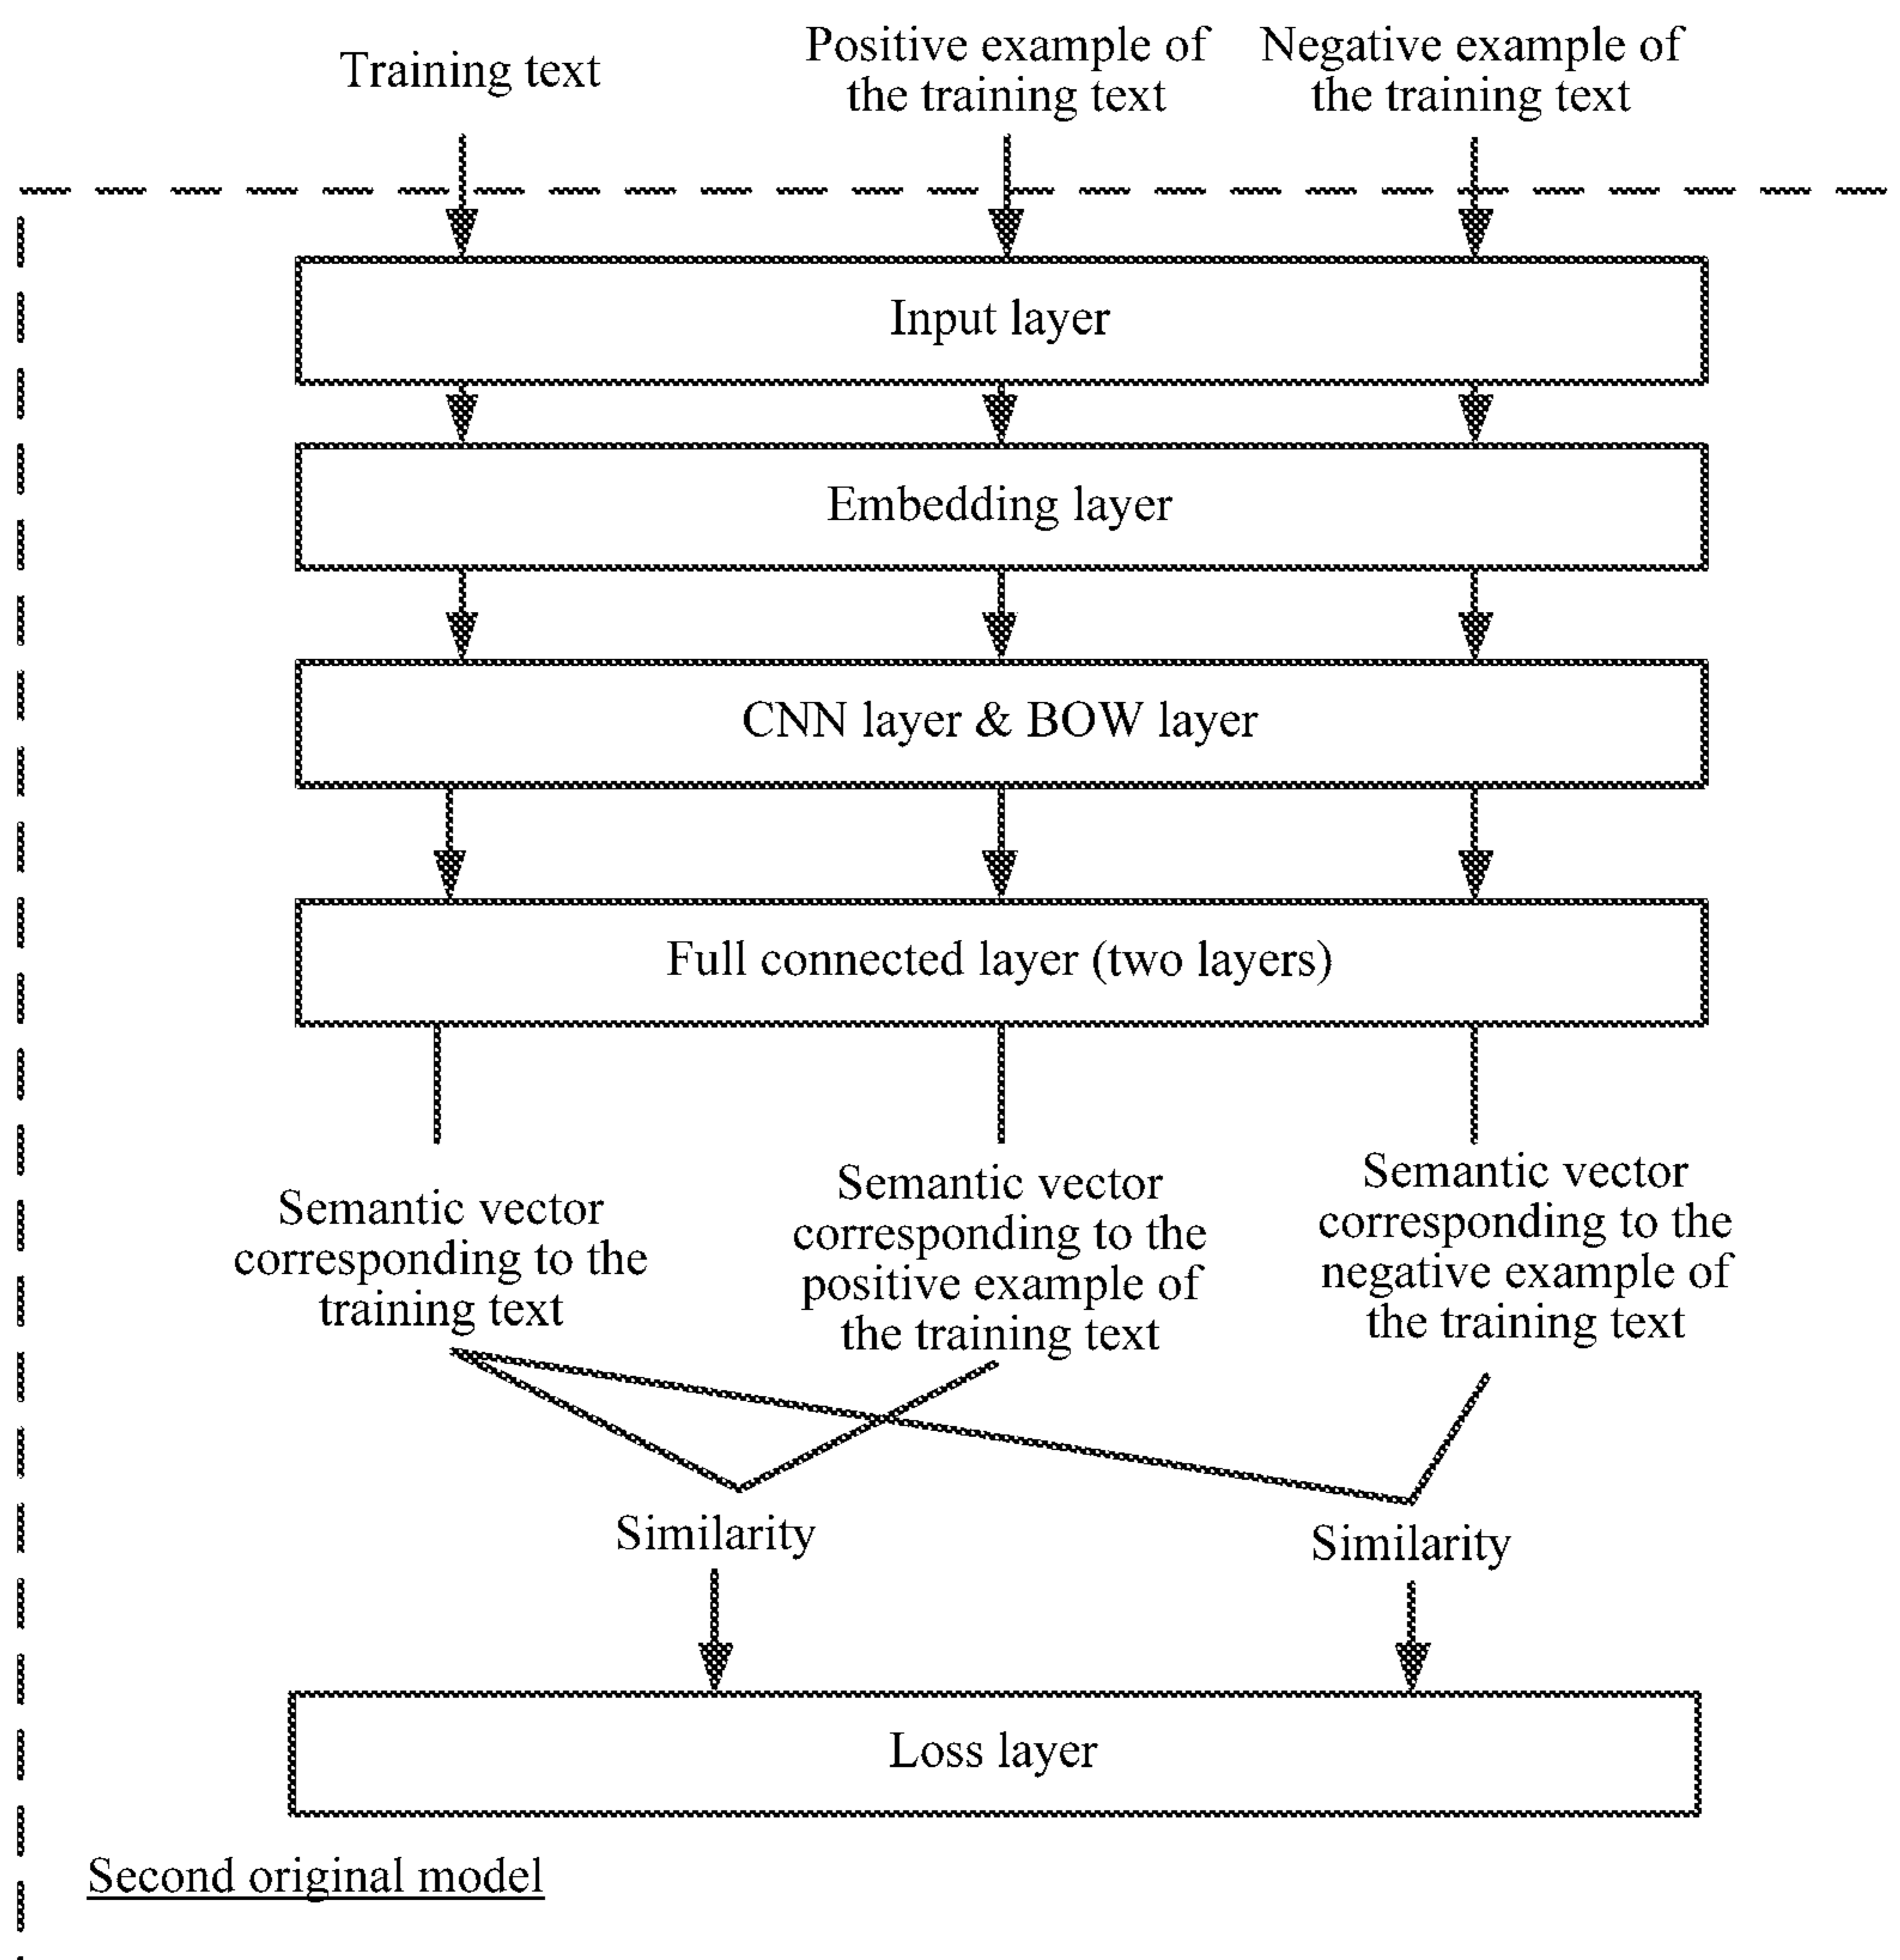 Training text
Positive example of
the training text
Negative example of
the training text
Input layer
Embedding layer
CNN layer & BOW layer
Full connected layer (two layers)
Semantic vector
corresponding to the
training text
Semantic vector
corresponding to the
positive example of
the training text
Semantic vector
corresponding to the
negative example of
the training text
Similarity
Similarity
Loss layer
Second original model